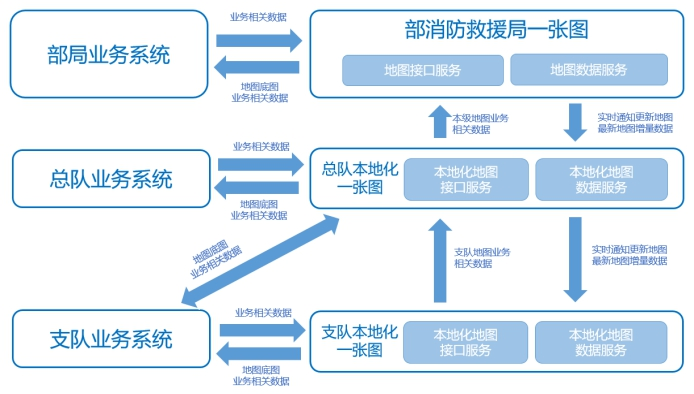 部局业务系统
业务相关数据
地图底图
业务相关数据
部消防救援局一张图
地图接口服务
地图数据服务
本级地图业务
相关数据
实时通知更新地图
最新地图增量数据
总队业务系统
业务相关数据
地图底图
业务相关数据
总队本地化
一张图
本地化地图
接口服务
本地化地图
数据服务
地图底图
业务相关数据
支队地图业务
相关数据
实时通知更新地图
最新地图增量数据
支队业务系统
业务相关数据
地图底图
业务相关数据
支队本地化
一张图
本地化地图
接口服务
本地化地图
数据服务